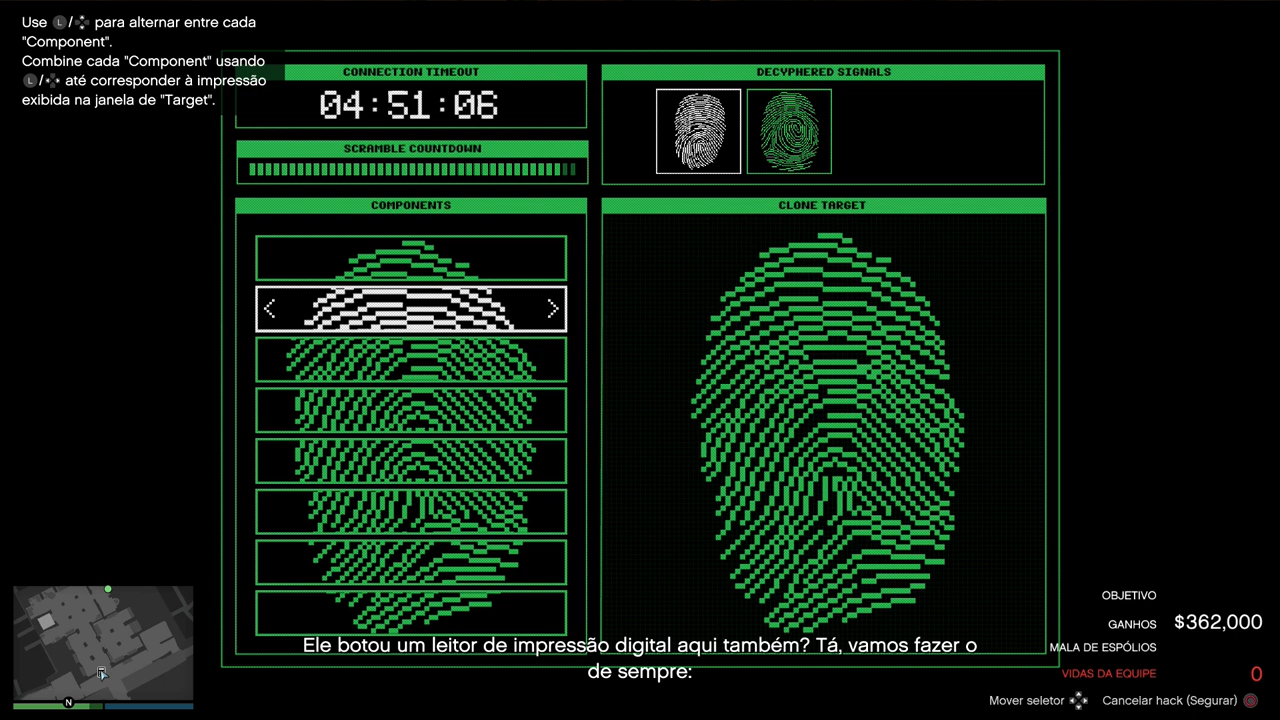 Use L/ para alternar entre cada
"Component".
Combine cada "Component" usando
L/ até corresponder à impressão
exibida na janela de "Target".
CONNECTION TIMEOUT
04:51:06
SCRAMBLE COUNTDOWN
COMPONENTS
DECYPHERED SIGNALS
CLONE TARGET
Ele botou um leitor de impressão digital aqui também? Tá, vamos fazer o
de sempre:
N
OBJETIVO
GANHOS $362,000
MALA DE ESPÓLIOS
VIDAS DA EQUIPE 0
Mover seletor Cancelar hack (Segurar)